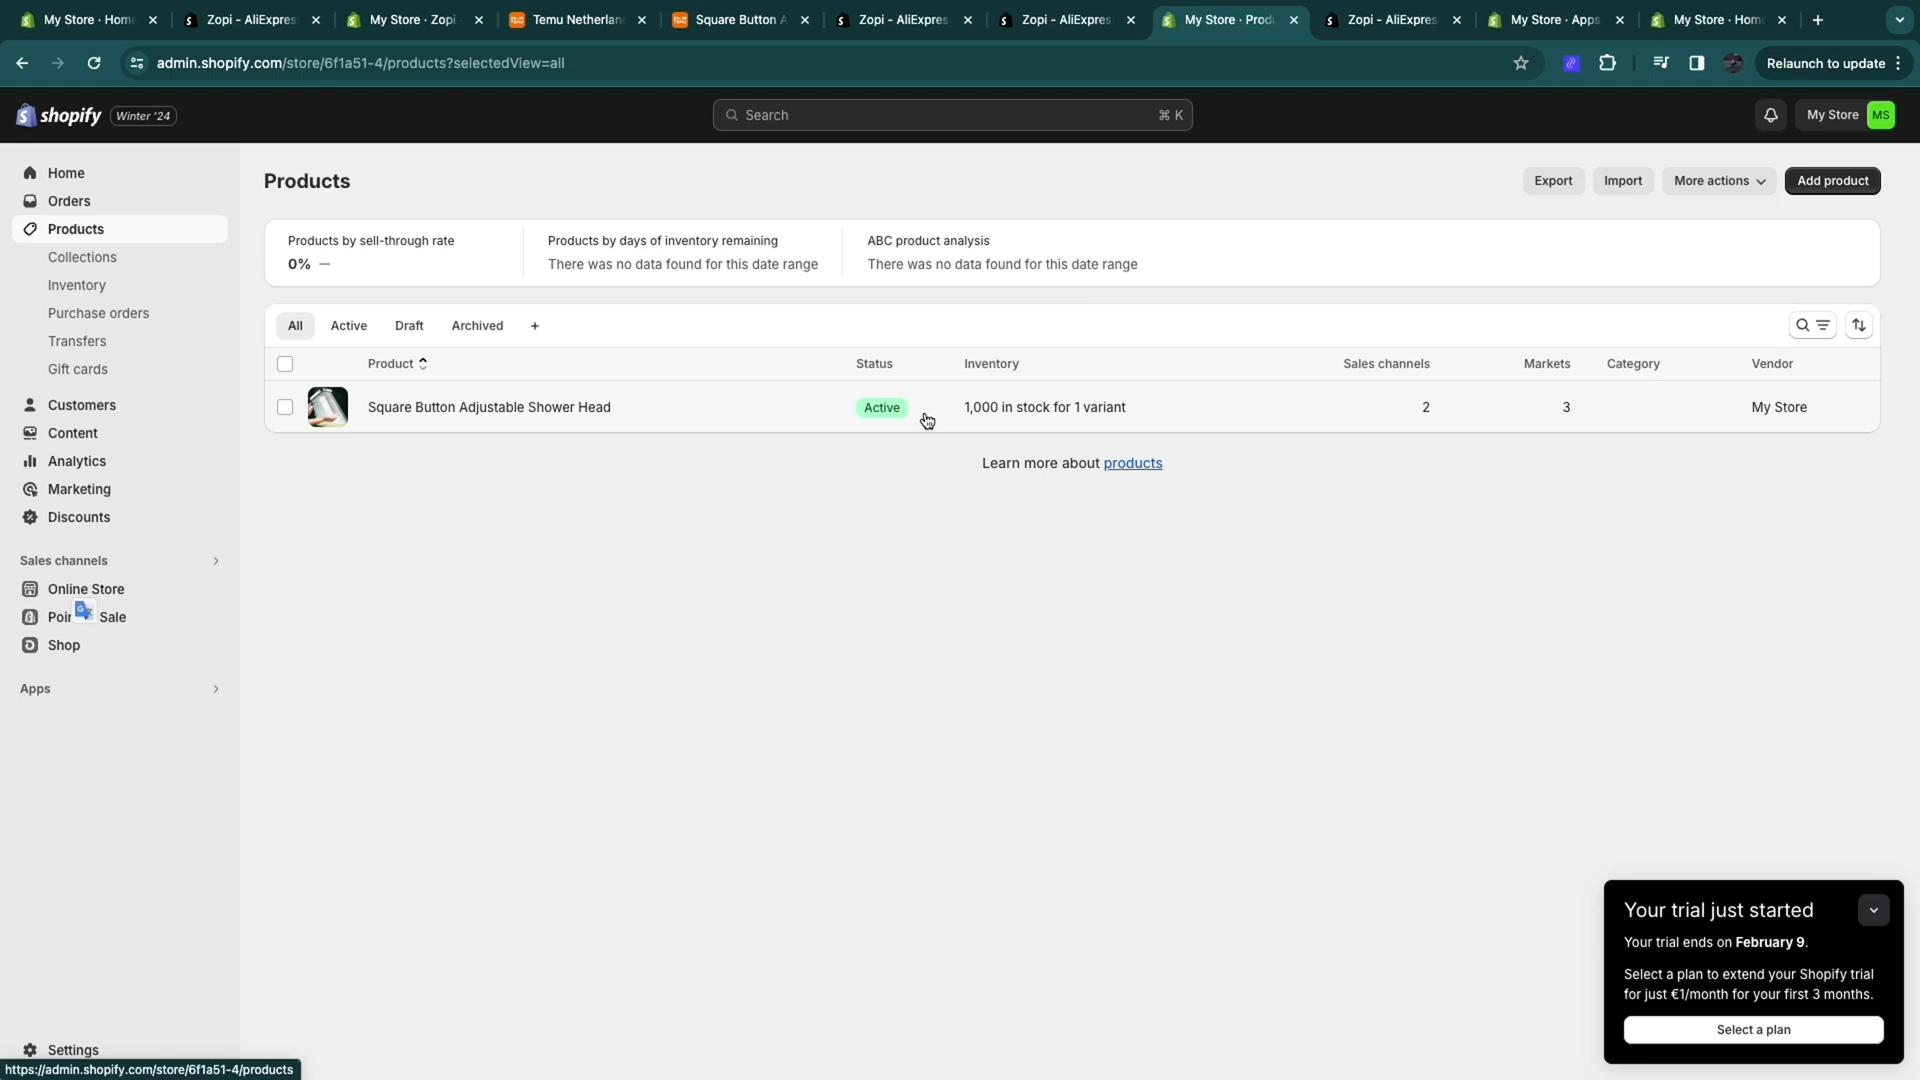 My Store · Home
Zopi - AliExpres
My Store · Zopi
Temu Netherlan
Square Button A
Zopi - AliExpres
Zopi - AliExpres
My Store · Produ
Zopi - AliExpres
My Store · Apps
My Store · Hom
admin.shopify.com/store/6f1a51-4/products?selectedView=all
Relaunch to update
shopify
Winter '24
Search
⌘ K
My Store
MS
Home
Orders
Products
Collections
Inventory
Purchase orders
Transfers
Gift cards
Customers
Content
Analytics
Marketing
Discounts
Sales channels
Online Store
Poin Sale
Shop
Apps
Settings
https://admin.shopify.com/store/6f1a51-4/products
Products
Export
Import
More actions
Add product
Products by sell-through rate
0% —
Products by days of inventory remaining
There was no data found for this date range
ABC product analysis
There was no data found for this date range
All
Active
Draft
Archived
+
Product
Status
Inventory
Sales channels
Markets
Category
Vendor
Square Button Adjustable Shower Head
Active
1,000 in stock for 1 variant
2
3
My Store
Learn more about products
Your trial just started
Your trial ends on February 9.
Select a plan to extend your Shopify trial
for just €1/month for your first 3 months.
Select a plan